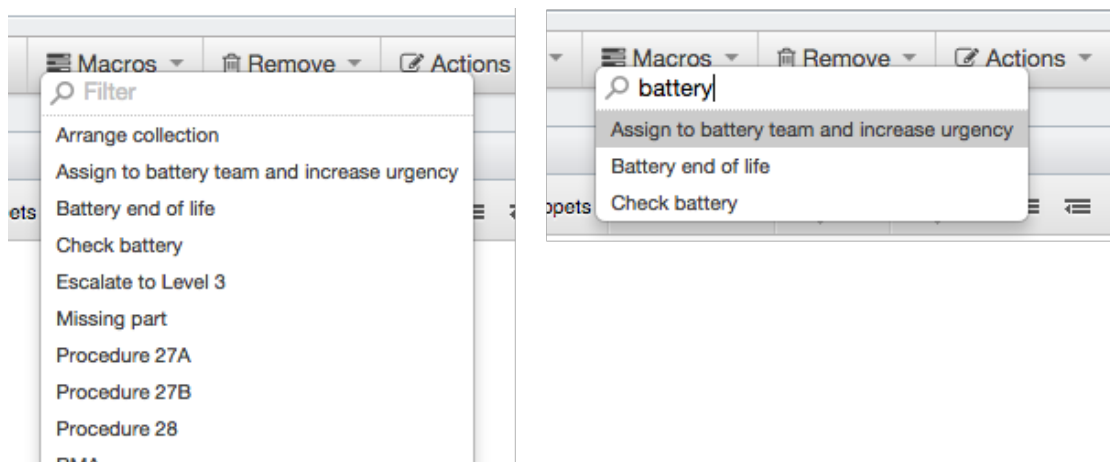 Macros Remove Actions
Filter
Arrange collection
Assign to battery team and increase urgency
Battery end of life
Check battery
Escalate to Level 3
Missing part
Procedure 27A
Procedure 27B
Procedure 28
Macros Remove Actions
battery
Assign to battery team and increase urgency
Battery end of life
Check battery